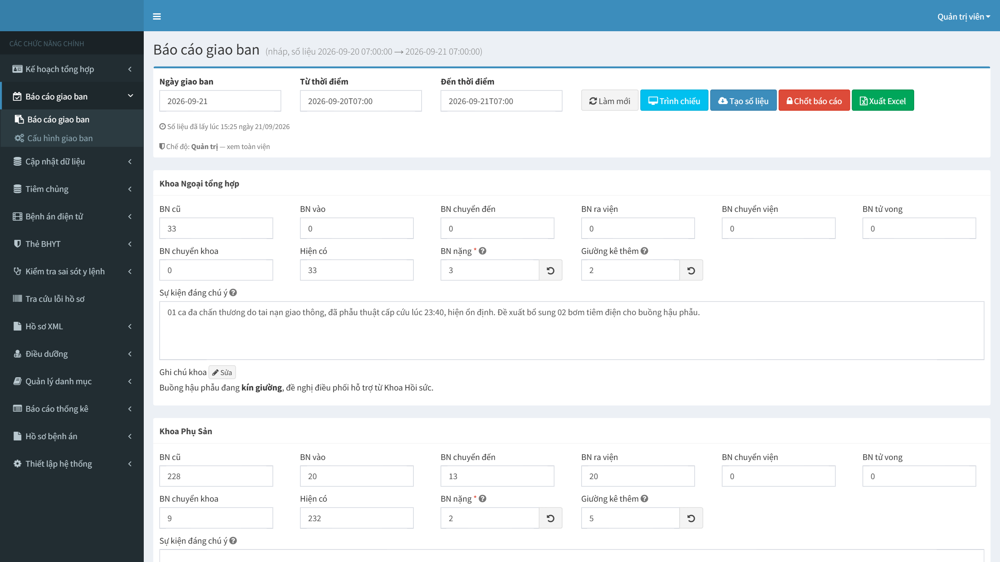 Quản trị viên
CÁC CHỨC NĂNG CHÍNH
Kế hoạch tổng hợp
Báo cáo giao ban
Báo cáo giao ban
Cấu hình giao ban
Cập nhật dữ liệu
Tiêm chủng
Bệnh án điện tử
Thẻ BHYT
Kiểm tra sai sót y lệnh
Tra cứu lỗi hồ sơ
Hồ sơ XML
Điều dưỡng
Quản lý danh mục
Báo cáo thống kê
Hồ sơ bệnh án
Thiết lập hệ thống
Báo cáo giao ban (nháp, số liệu 2026-09-20 07:00:00 → 2026-09-21 07:00:00)
Ngày giao ban Từ thời điểm Đến thời điểm
2026-09-21 2026-09-20T07:00 2026-09-21T07:00 Làm mới Trình chiếu Tạo số liệu Chốt báo cáo Xuất Excel
Số liệu đã lấy lúc 15:25 ngày 21/09/2026
Chế độ: Quản trị — xem toàn viện
Khoa Ngoại tổng hợp
BN cũ BN vào BN chuyển đến BN ra viện BN chuyển viện BN tử vong
33 0 0 0 0 0
BN chuyển khoa Hiện có BN nặng * Giường kê thêm
0 33 3 2
Sự kiện đáng chú ý
01 ca đa chấn thương do tai nạn giao thông, đã phẫu thuật cấp cứu lúc 23:40, hiện ổn định. Đề xuất bổ sung 02 bơm tiêm điện cho buồng hậu phẫu.
Ghi chú khoa Sửa
Buồng hậu phẫu đang kín giường, đề nghị điều phối hỗ trợ từ Khoa Hồi sức.
Khoa Phụ Sản
BN cũ BN vào BN chuyển đến BN ra viện BN chuyển viện BN tử vong
228 20 13 20 0 0
BN chuyển khoa Hiện có BN nặng * Giường kê thêm
9 232 2 5
Sự kiện đáng chú ý